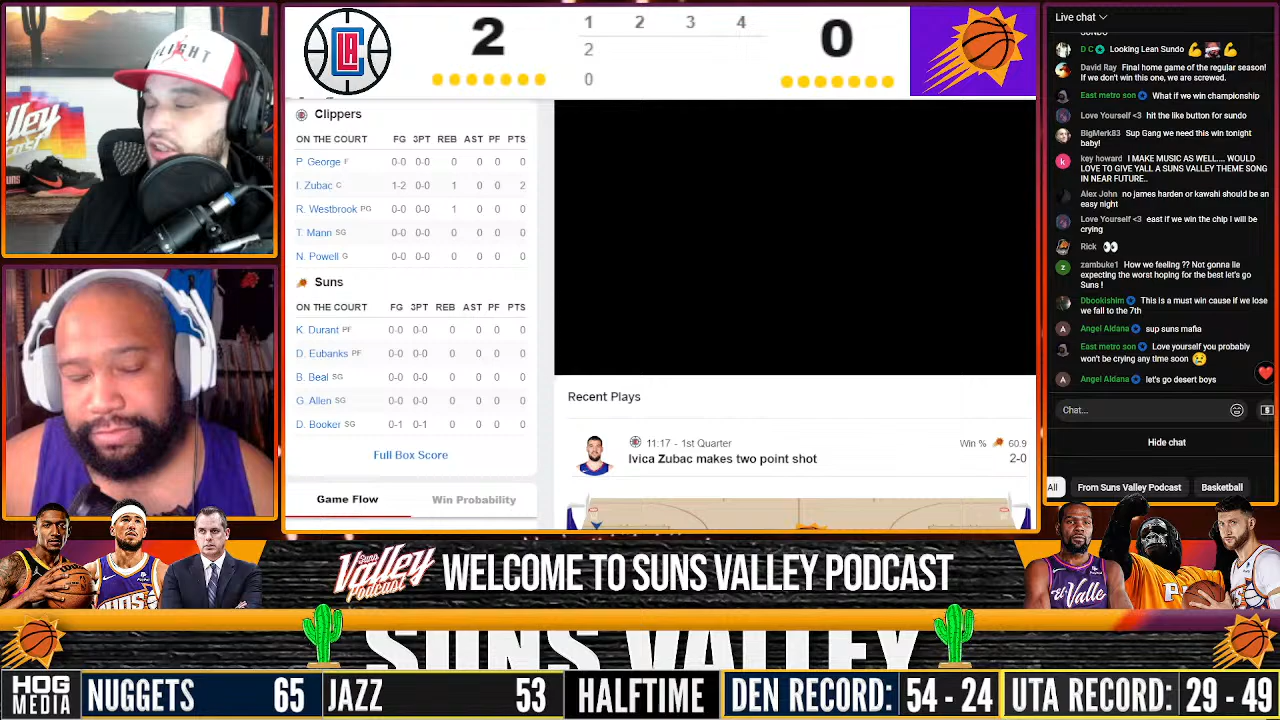 FLIGHT
lley
SUNS
LA
2
1 2 3 4
2
0
0
Clippers
ON THE COURT FG 3PT REB AST PF PTS
P. George F 0-0 0-0 0 0 0 0
I. Zubac C 1-2 0-0 1 0 0 2
R. Westbrook PG 0-0 0-0 1 0 0 0
T. Mann SG 0-0 0-0 0 0 0 0
N. Powell G 0-0 0-0 0 0 0 0
Suns
ON THE COURT FG 3PT REB AST PF PTS
K. Durant PF 0-0 0-0 0 0 0 0
D. Eubanks PF 0-0 0-0 0 0 0 0
B. Beal SG 0-0 0-0 0 0 0 0
G. Allen SG 0-0 0-0 0 0 0 0
D. Booker SG 0-1 0-1 0 0 0 0
Full Box Score
Game Flow Win Probability
Recent Plays
11:17 - 1st Quarter
Ivica Zubac makes two point shot
Win % 60.9
2-0
Live chat
SUNDO
D C Looking Lean Sundo 💪 💪
David Ray Final home game of the regular season!
If we don't win this one, we are screwed.
East metro son What if we win championship
Love Yourself <3 hit the like button for sundo
BigMerk83 Sup Gang we need this win tonight
baby!
key howard I MAKE MUSIC AS WELL.... WOULD
LOVE TO GIVE YALL A SUNS VALLEY THEME SONG
IN NEAR FUTURE..
Alex John no james harden or kawahi should be an
easy night
Love Yourself <3 east if we win the chip I will be
crying
Rick 👀
zambuke1 How we feeling ?? Not gonna lie
expecting the worst hoping for the best let's go
Suns !
Dbookishim This is a must win cause if we lose
we fall to the 7th
Angel Aldana sup suns mafia
East metro son Love yourself you probably
won't be crying any time soon 😢
Angel Aldana let's go desert boys
Chat...
Hide chat
All From Suns Valley Podcast Basketball
Suns Valley Podcast
WELCOME TO SUNS VALLEY PODCAST
SUNS
El Valle
SUNS VALLEY
HOG MEDIA
NUGGETS 65 JAZZ 53 HALFTIME DEN RECORD: 54 - 24 UTA RECORD: 29 - 49